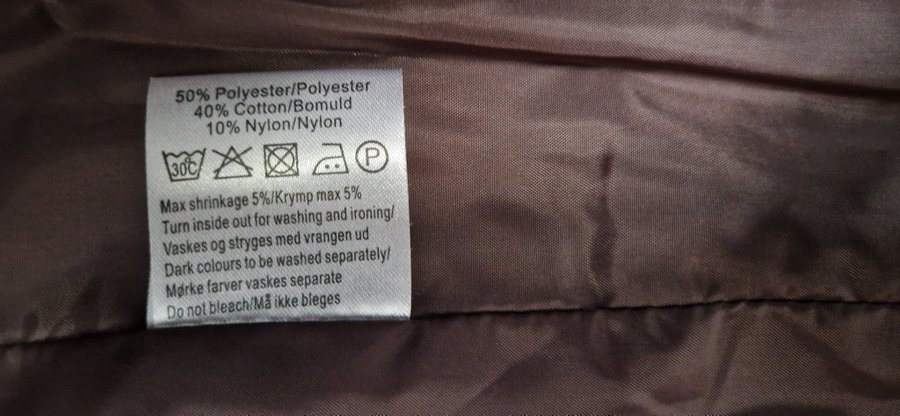 50% Polyester/Polyester
40% Cotton/Bomuld
10% Nylon/Nylon
30°C P
Max shrinkage 5%/Krymp max 5%
Turn inside out for washing and ironing/
Vaskes og stryges med vrangen ud
Dark colours to be washed separately/
Mørke farver vaskes separate
Do not bleach/Må ikke bleges